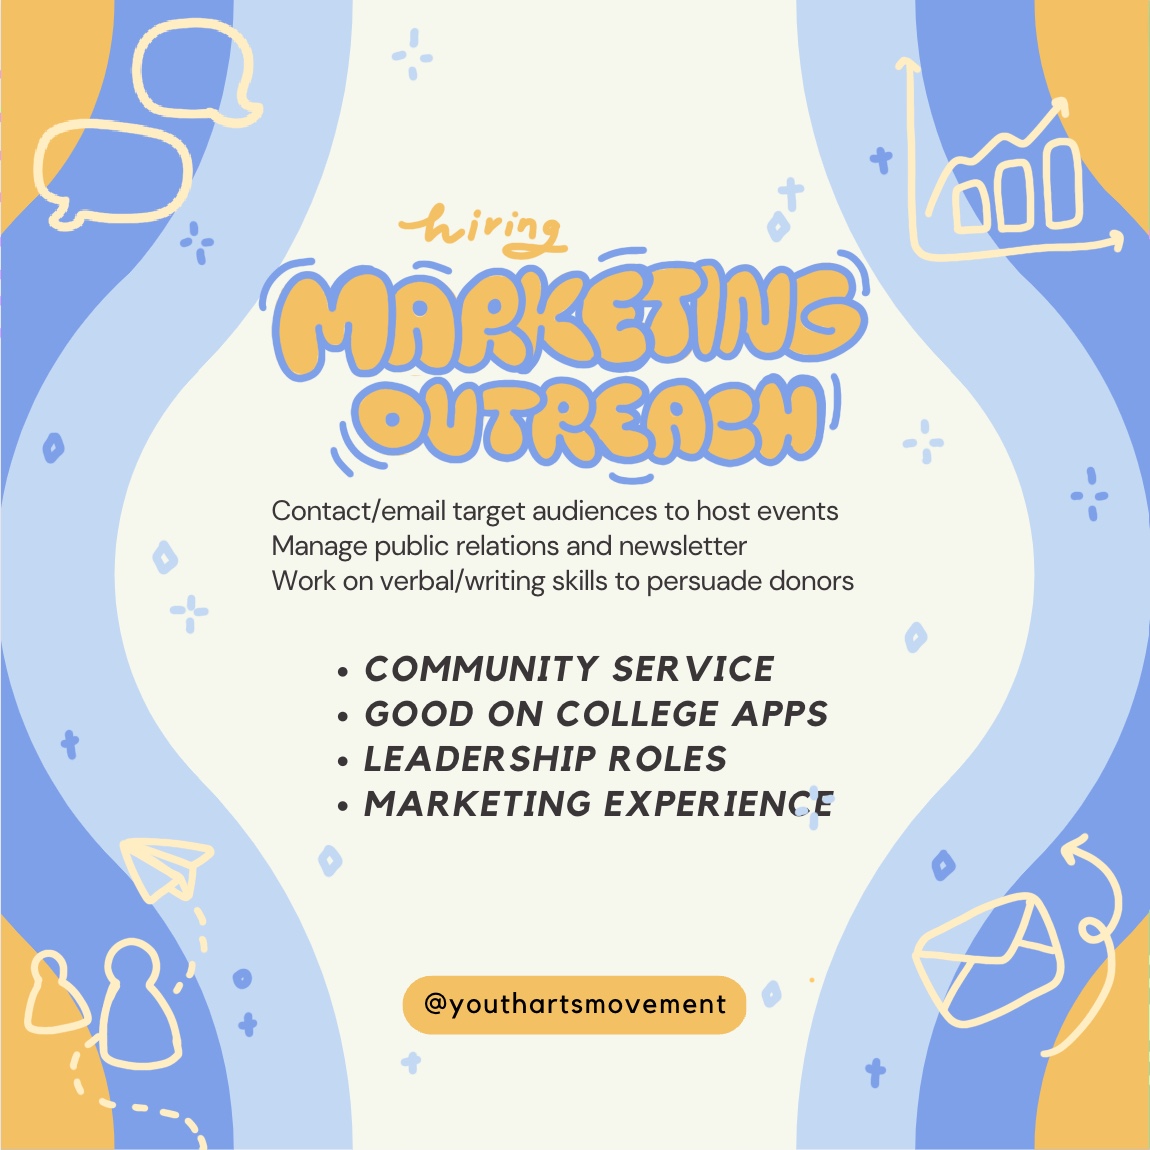 hiring
MARKETING
OUTREACH
Contact/email target audiences to host events
Manage public relations and newsletter
Work on verbal/writing skills to persuade donors
• COMMUNITY SERVICE
• GOOD ON COLLEGE APPS
• LEADERSHIP ROLES
• MARKETING EXPERIENCE
@youthartsmovement